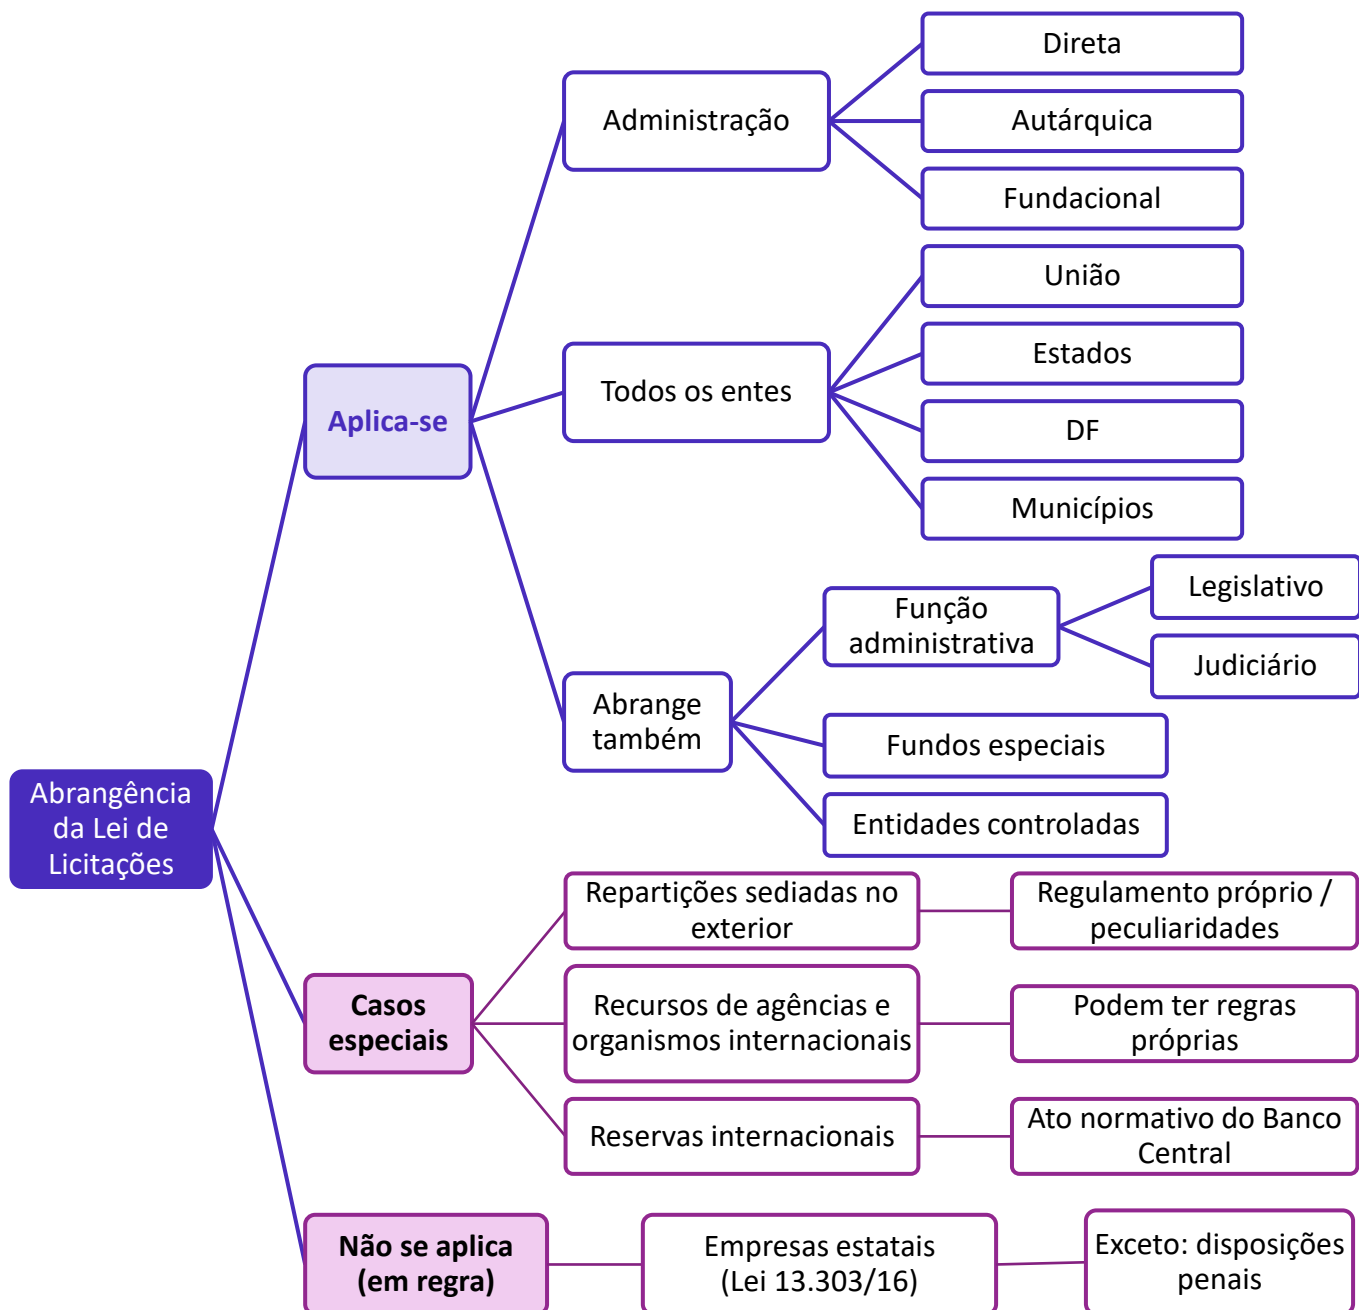 Direta
Administração
Autárquica
Fundacional
União
Estados
Todos os entes
Aplica-se
DF
Municípios
Função
administrativa
Legislativo
Judiciário
Abrange
também
Fundos especiais
Entidades controladas
Abrangência
da Lei de
Licitações
Repartições sediadas no
exterior
Regulamento próprio /
peculiaridades
Casos
especiais
Recursos de agências e
organismos internacionais
Podem ter regras
próprias
Reservas internacionais
Ato normativo do Banco
Central
Não se aplica
(em regra)
Empresas estatais
(Lei 13.303/16)
Exceto: disposições
penais